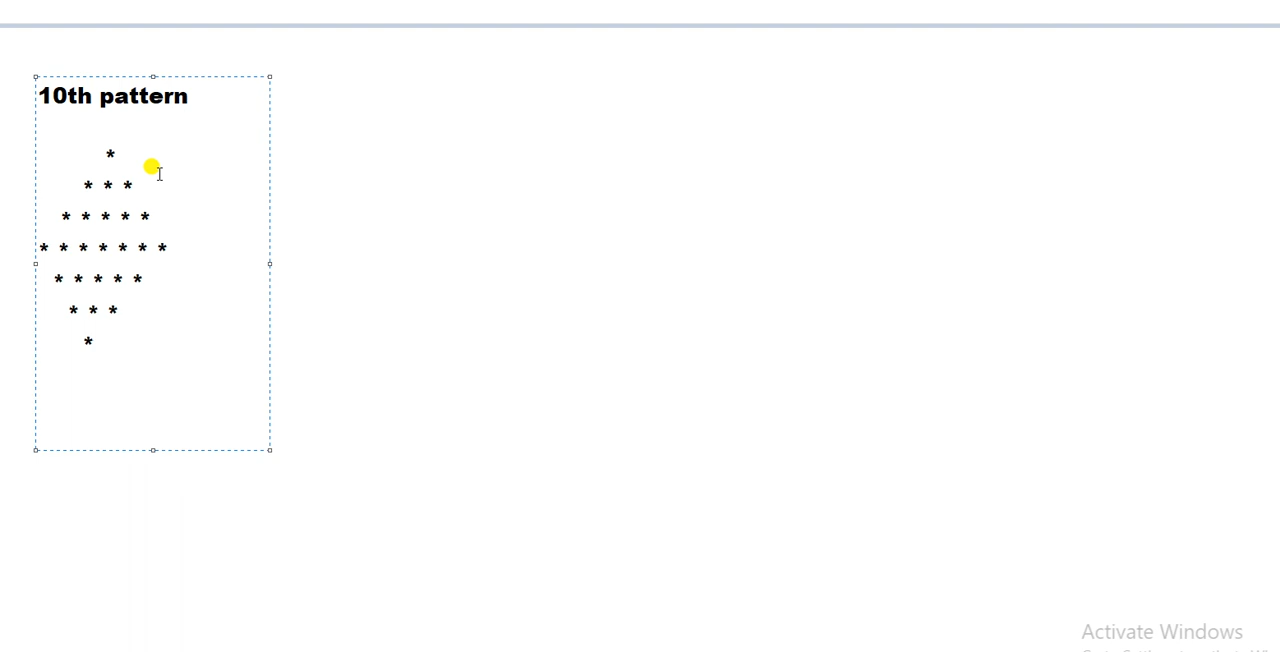 10th pattern
*
* * *
* * * * *
* * * * * * *
* * * * *
* * *
*
Activate Windows